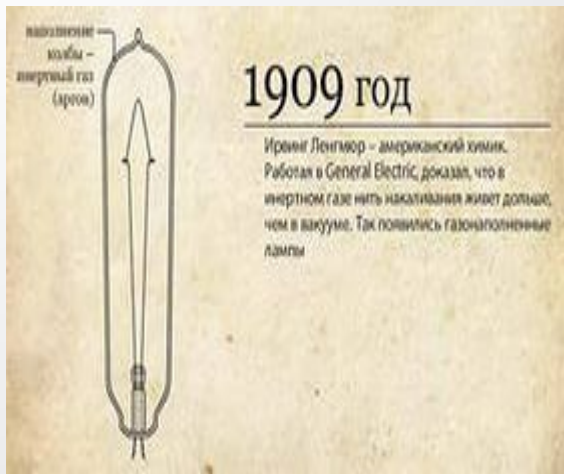 наполнение
колбы –
инертный газ
(аргон)
1909 год
Ирвинг Ленгмюр – американский химик.
Работая в General Electric, доказал, что в
инертном газе нить накаливания живет дольше,
чем в вакууме. Так появились газонаполненные
лампы